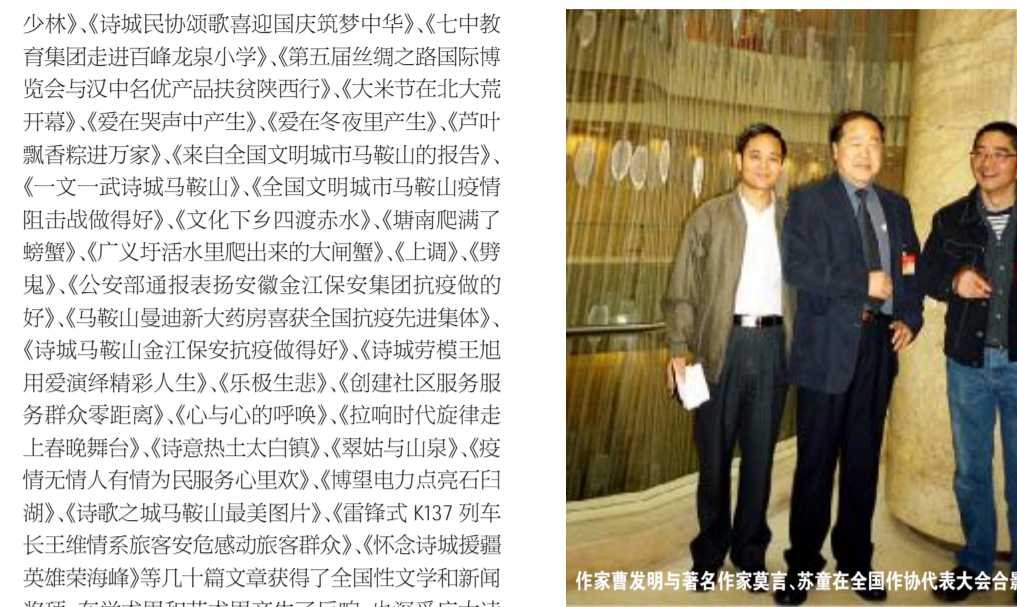 少林》、《诗城民协颂歌喜迎国庆筑梦中华》、《七中教
育集团走进百峰龙泉小学》、《第五届丝绸之路国际博
览会与汉中名优产品扶贫陕西行》、《大米节在北大荒
开幕》、《爱在哭声中产生》、《爱在冬夜里产生》、《芦叶
飘香粽进万家》、《来自全国文明城市马鞍山的报告》、
《一文一武诗城马鞍山》、《全国文明城市马鞍山疫情
阻击战做得好》、《文化下乡四渡赤水》、《塘南爬满了
螃蟹》、《广义圩活水里爬出来的大闸蟹》、《上调》、《劈
鬼》、《公安部通报表扬安徽金江保安集团抗疫做的
好》、《马鞍山曼迪新大药房喜获全国抗疫先进集体》、
《诗城马鞍山金江保安抗疫做得好》、《诗城劳模王旭
用爱演绎精彩人生》、《乐极生悲》、《创建社区服务服
务群众零距离》、《心与心的呼唤》、《拉响时代旋律走
上春晚舞台》、《诗意热土太白镇》、《翠姑与山泉》、《疫
情无情人有情为民服务心里欢》、《博望电力点亮石臼
湖》、《诗歌之城马鞍山最美图片》、《雷锋式 K137 列车
长王维情系旅客安危感动旅客群众》、《怀念诗城援疆
英雄荣海峰》等几十篇文章获得了全国性文学和新闻
作家曹发明与著名作家莫言、苏童在全国作协代表大会合影